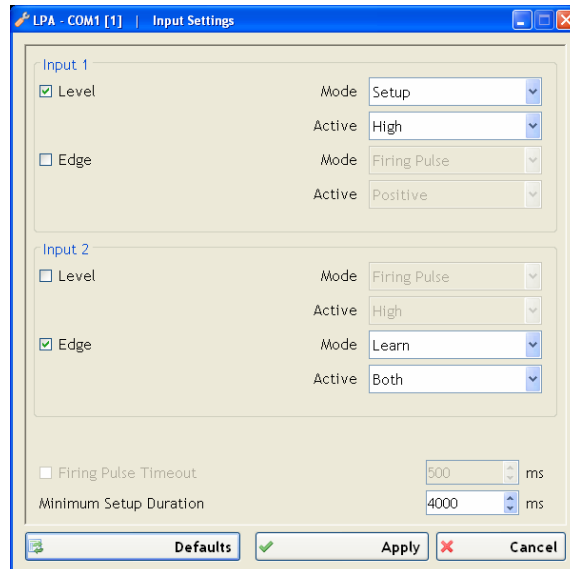 LPA - COM1 [1] | Input Settings
Input 1
Level Mode Setup
Active High
Edge Mode Firing Pulse
Active Positive
Input 2
Level Mode Firing Pulse
Active High
Edge Mode Learn
Active Both
Firing Pulse Timeout 500 ms
Minimum Setup Duration 4000 ms
Defaults Apply Cancel